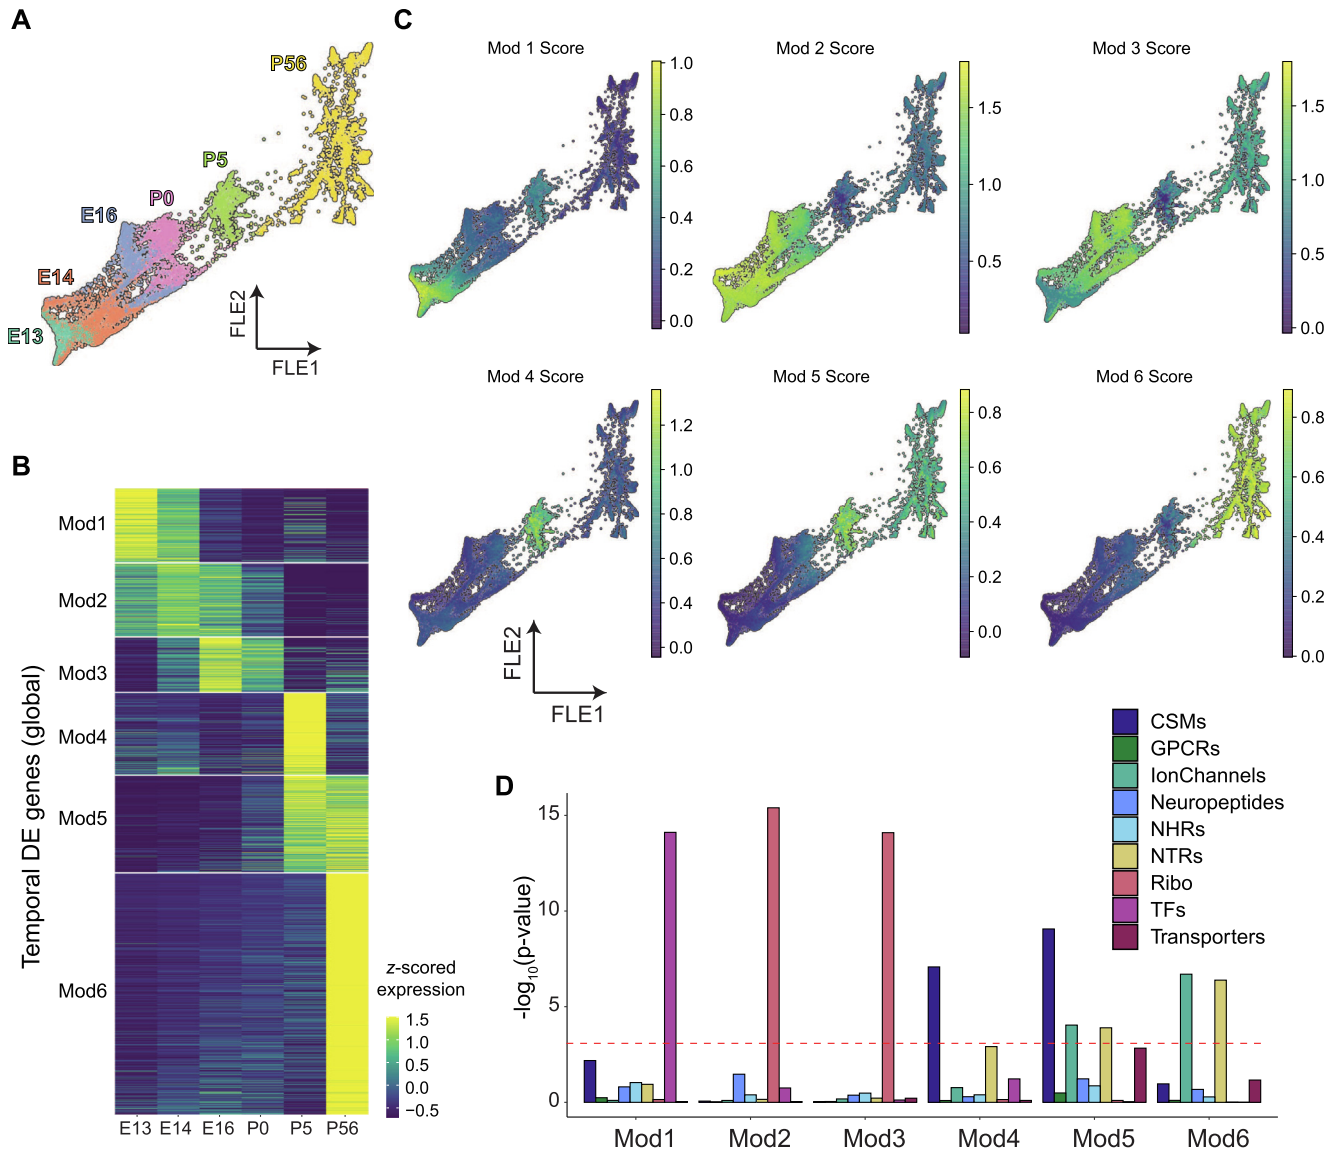 A
P56
P5
P0
E16
E14
E13
FLE2
FLE1
B
Temporal DE genes (global)
Mod1
Mod2
Mod3
Mod4
Mod5
Mod6
E13 E14 E16 P0 P5 P56
z-scored
expression
1.5
1.0
0.5
0.0
−0.5
C
Mod 1 Score
1.0
0.8
0.6
0.4
0.2
0.0
Mod 2 Score
1.5
1.0
0.5
Mod 3 Score
1.5
1.0
0.5
0.0
Mod 4 Score
1.2
1.0
0.8
0.6
0.4
0.0
Mod 5 Score
0.8
0.6
0.4
0.2
0.0
Mod 6 Score
0.8
0.6
0.4
0.2
0.0
FLE2
FLE1
D
-log10(p-value)
15
10
5
0
Mod1 Mod2 Mod3 Mod4 Mod5 Mod6
CSMs
GPCRs
IonChannels
Neuropeptides
NHRs
NTRs
Ribo
TFs
Transporters